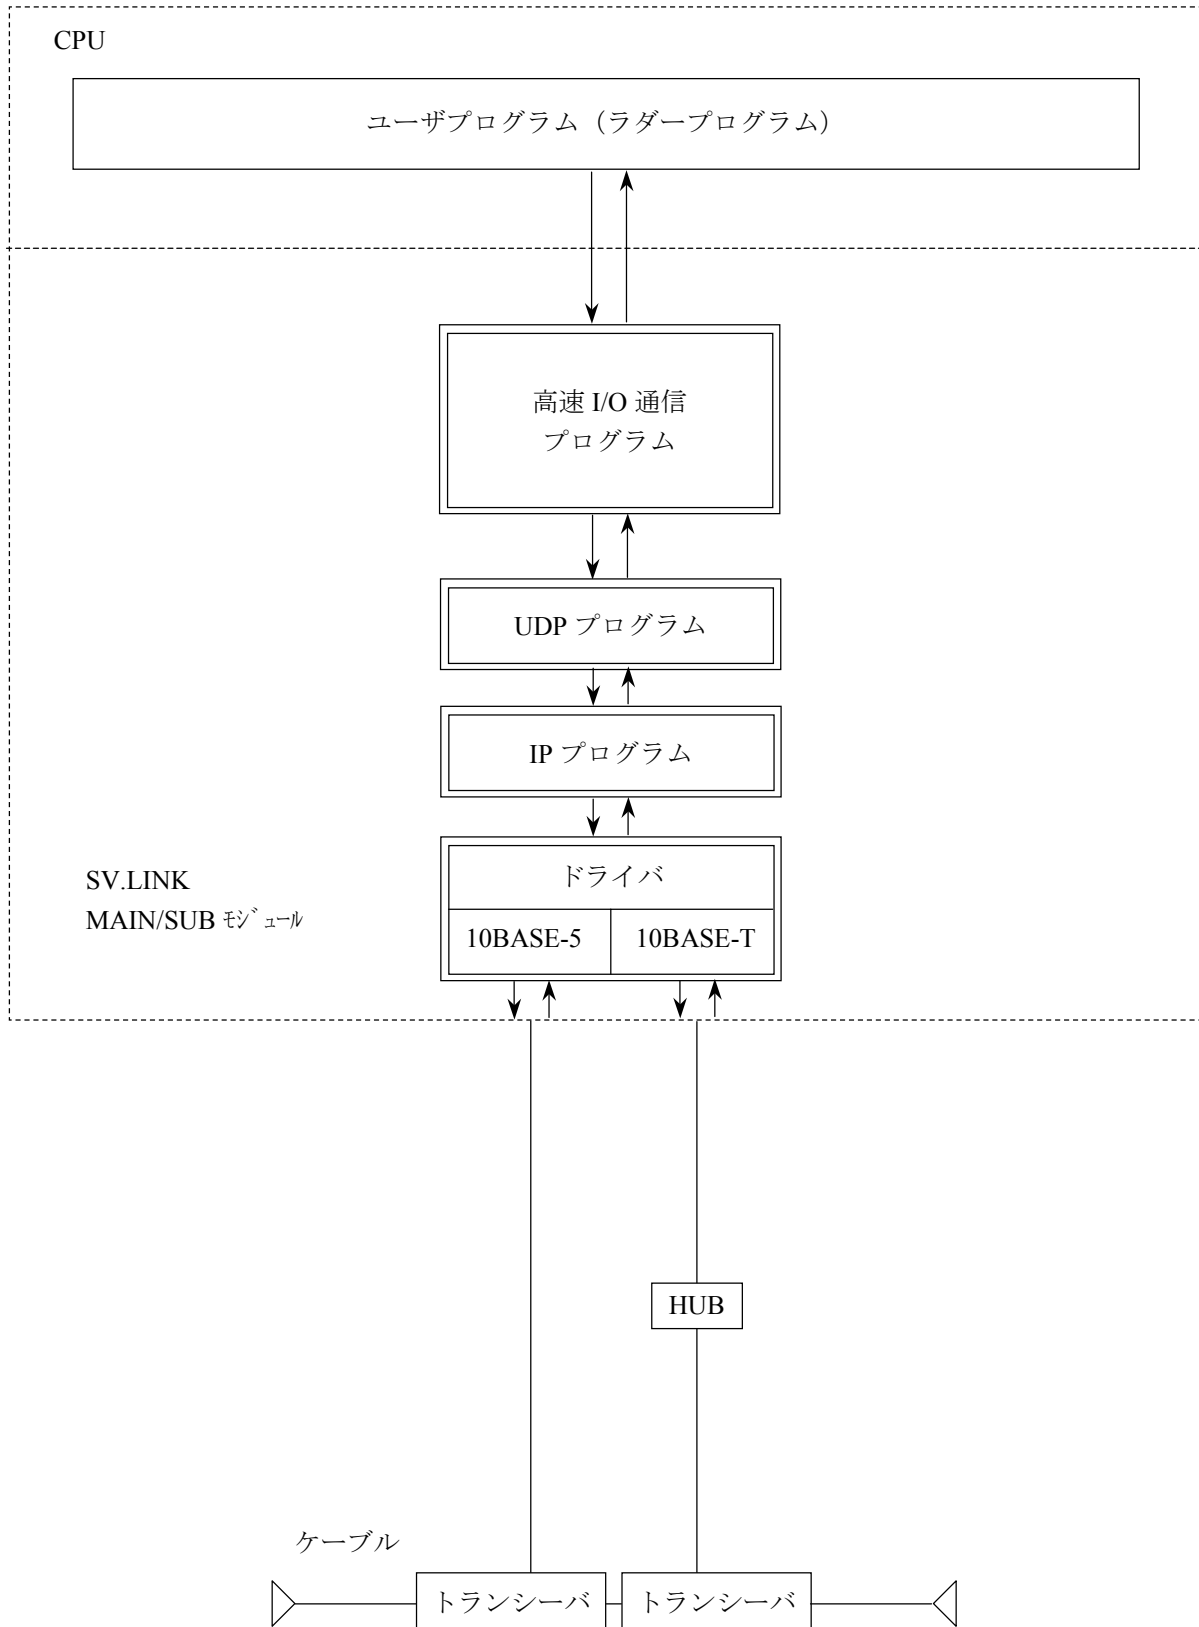 CPU
ユーザプログラム（ラダープログラム）
高速 I/O 通信
プログラム
UDP プログラム
IP プログラム
ドライバ
SV.LINK
MAIN/SUB ﾓｼﾞｭｰﾙ
10BASE-5
10BASE-T
HUB
ケーブル
トランシーバ
トランシーバ